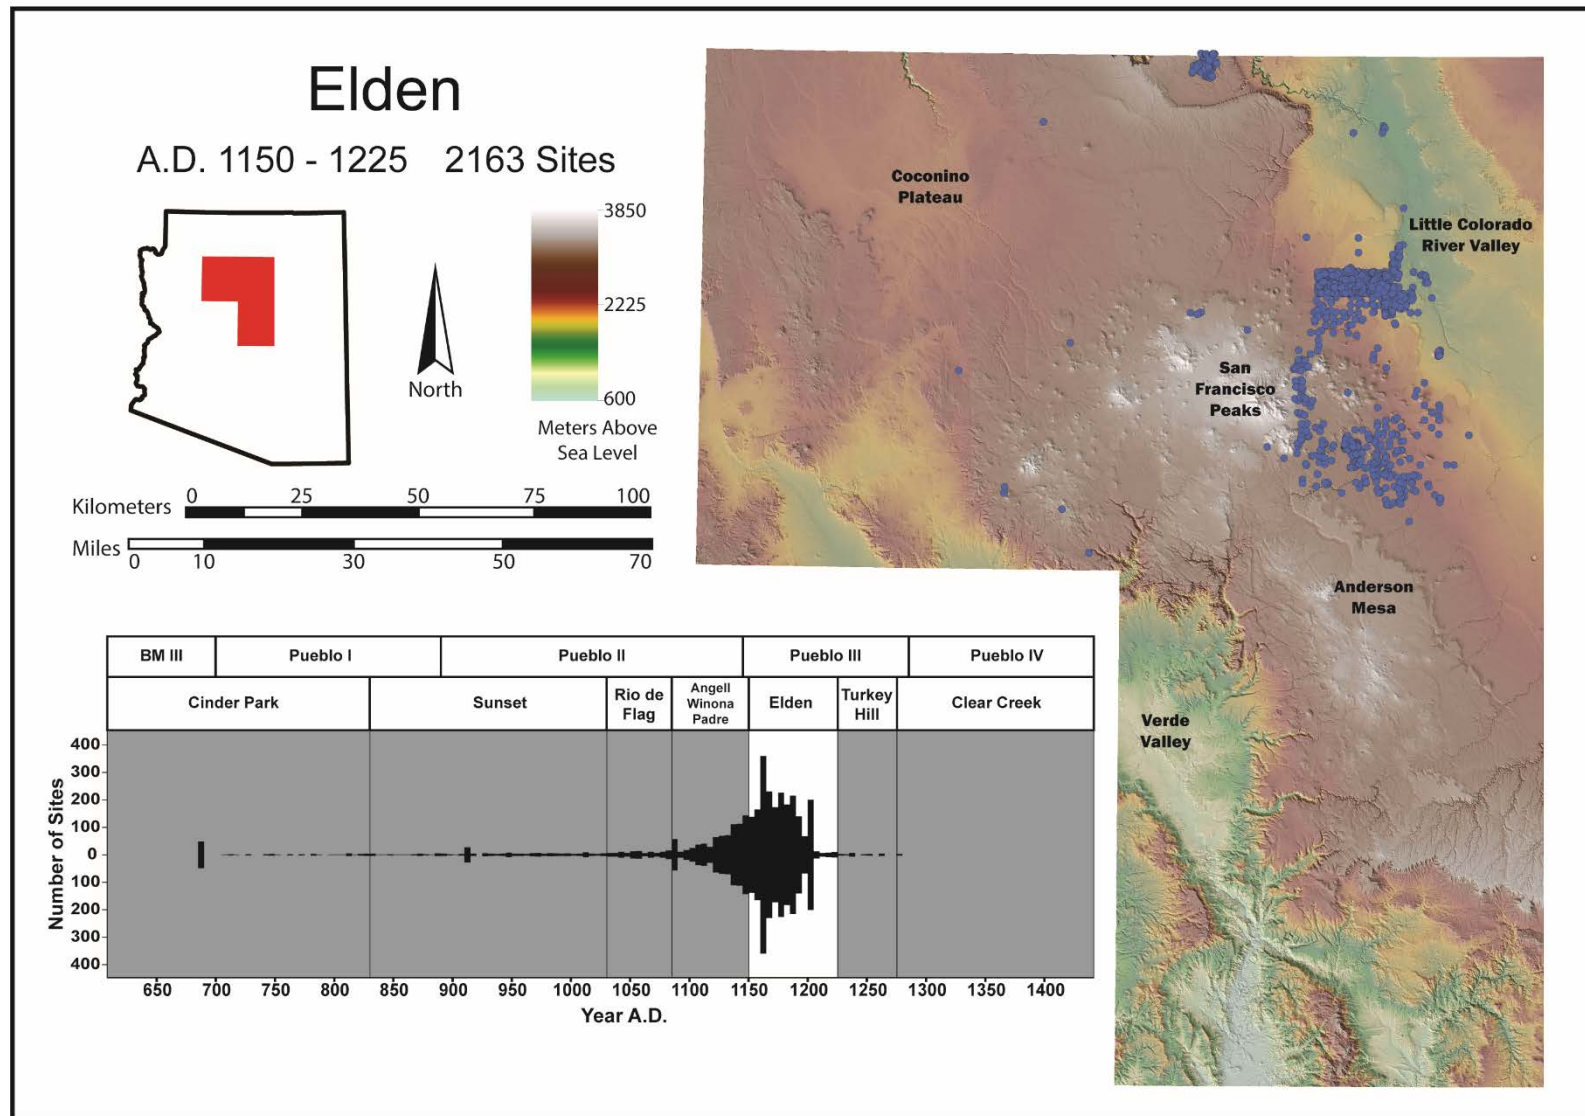 Elden
A.D. 1150 - 1225 2163 Sites
3850
2225
600
Meters Above
Sea Level
North
Kilometers 0 25 50 75 100
Miles
0 10 30 50 70
Coconino
Plateau
Little Colorado
River Valley
San
Francisco
Peaks
Anderson
Mesa
Verde
Valley
BM III Pueblo I Pueblo II Pueblo III Pueblo IV
Cinder Park Sunset Rio de
Flag Angell
Winona
Padre Elden Turkey
Hill Clear Creek
Number of Sites
400
300
200
100
0
100
200
300
400
650 700 750 800 850 900 950 1000 1050 1100 1150 1200 1250 1300 1350 1400
Year A.D.